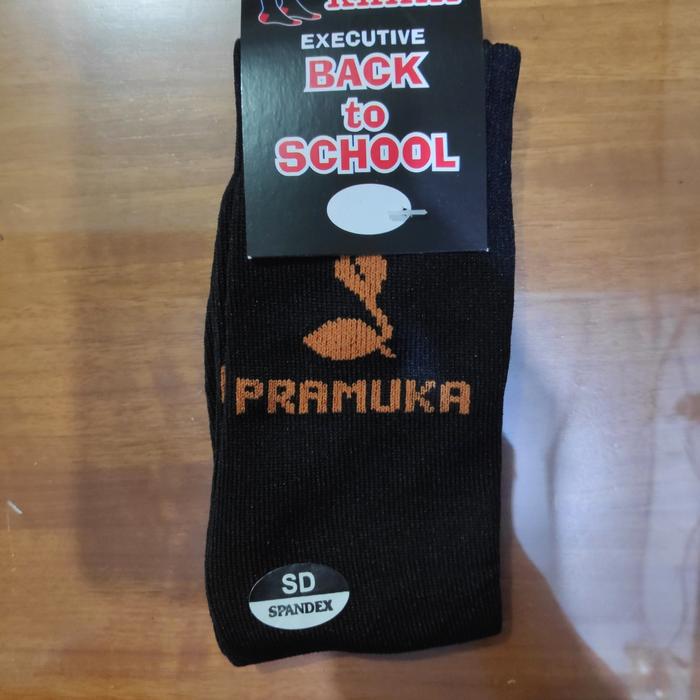 EXECUTIVE
BACK
to
SCHOOL
PRAMUKA
SD
SPANDEX